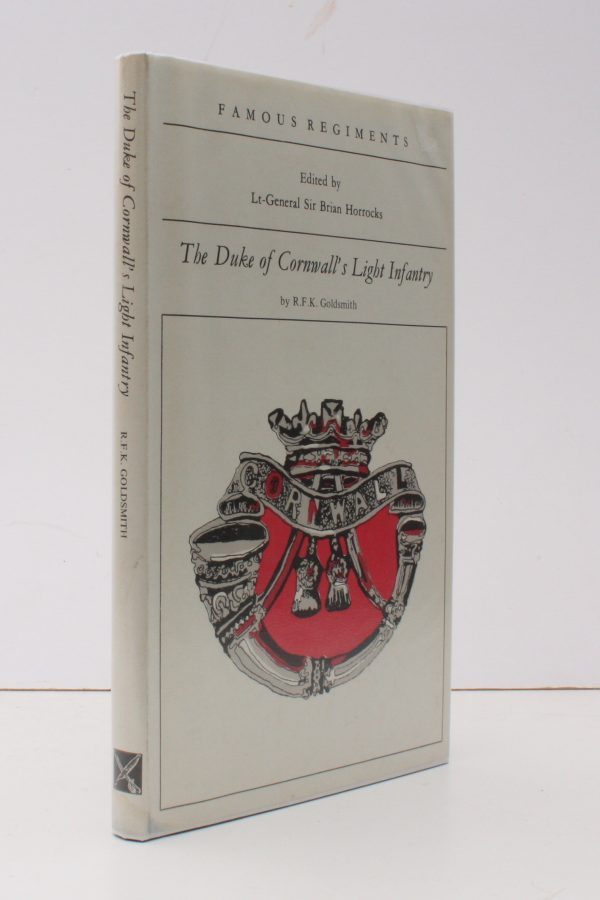 FAMOUS REGIMENTS
Edited by
Lt-General Sir Brian Horrocks
The Duke of Cornwall's Light Infantry
by R.F.K. Goldsmith
CORNWALL
The Duke of Cornwall's Light Infantry
R.F.K. GOLDSMITH